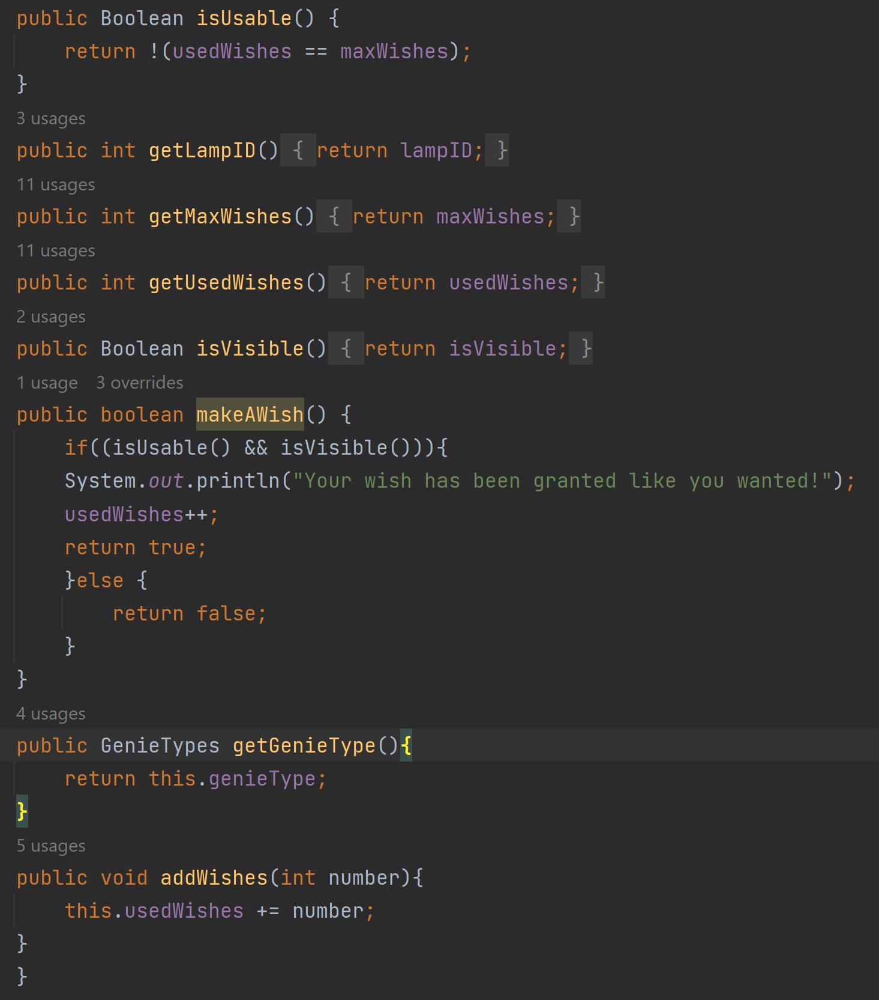 public Boolean isUsable() {
    return !(usedWishes == maxWishes);
}
3 usages
public int getLampID() { return lampID; }
11 usages
public int getMaxWishes() { return maxWishes; }
11 usages
public int getUsedWishes() { return usedWishes; }
2 usages
public Boolean isVisible() { return isVisible; }
1 usage   3 overrides
public boolean makeAWish() {
    if((isUsable() && isVisible())){
    System.out.println("Your wish has been granted like you wanted!");
    usedWishes++;
    return true;
    }else {
        return false;
    }
}
4 usages
public GenieTypes getGenieType(){
    return this.genieType;
}
5 usages
public void addWishes(int number){
    this.usedWishes += number;
}
}